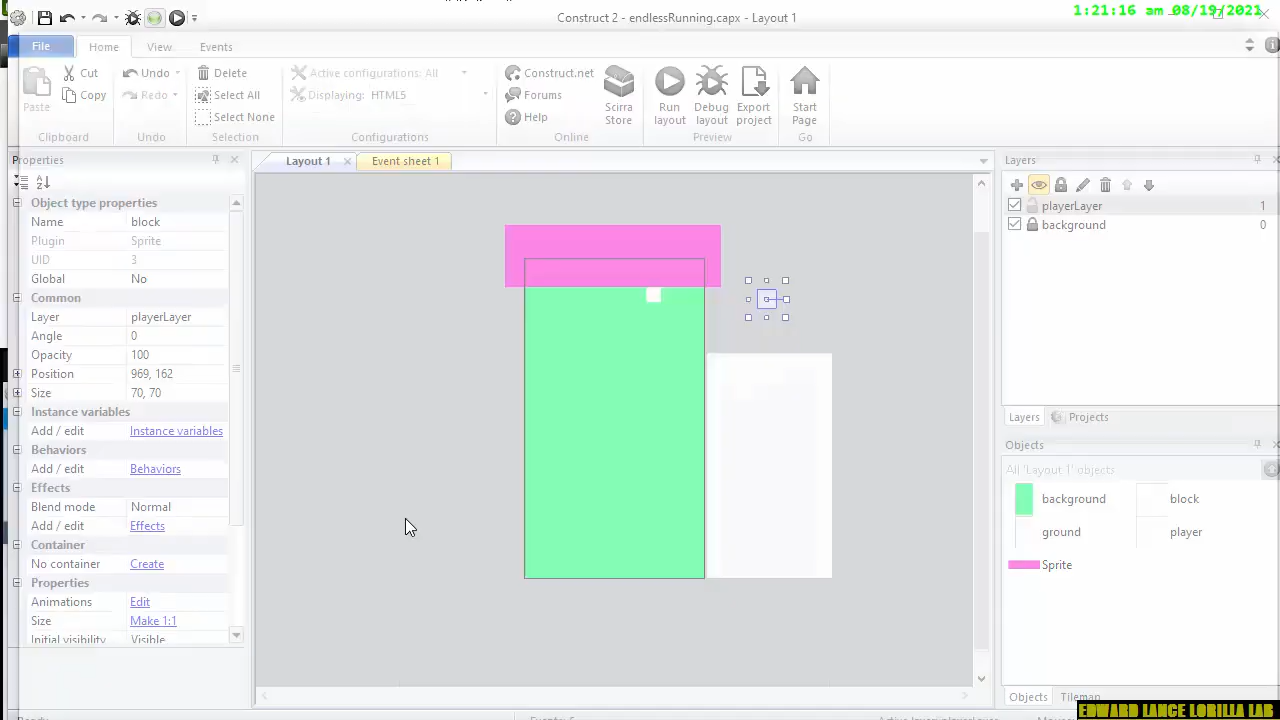 Construct 2 - endlessRunning.capx - Layout 1
1:21:16 am 08/19/2021
File Home View Events
Paste Cut Copy
Undo Redo
Delete Select All Select None
Active configurations: All
Displaying: HTML5
Construct.net Forums Help
Scirra Store
Run layout
Debug layout
Export project
Start Page
Clipboard Undo Selection Configurations Online Preview Go
Properties
Layout 1 Event sheet 1
Layers
Object type properties
Name block
Plugin Sprite
UID 3
Global No
Common
Layer playerLayer
Angle 0
Opacity 100
Position 969, 162
Size 70, 70
Instance variables
Add / edit Instance variables
Behaviors
Add / edit Behaviors
Effects
Blend mode Normal
Add / edit Effects
Container
No container Create
Properties
Animations Edit
Size Make 1:1
Initial visibility Visible
playerLayer 1
background 0
Layers Projects
Objects
All 'Layout 1' objects
background block
ground player
Sprite
Objects Tilemap
EDWARD LANCE LORILLA LAB